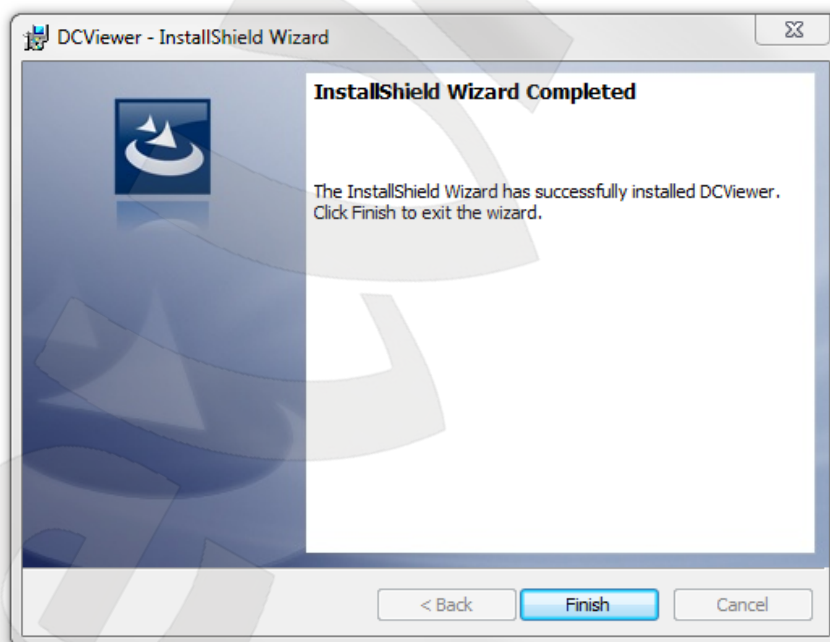 DCViewer - InstallShield Wizard
InstallShield Wizard Completed
The InstallShield Wizard has successfully installed DCViewer.
Click Finish to exit the wizard.
< Back
Finish
Cancel